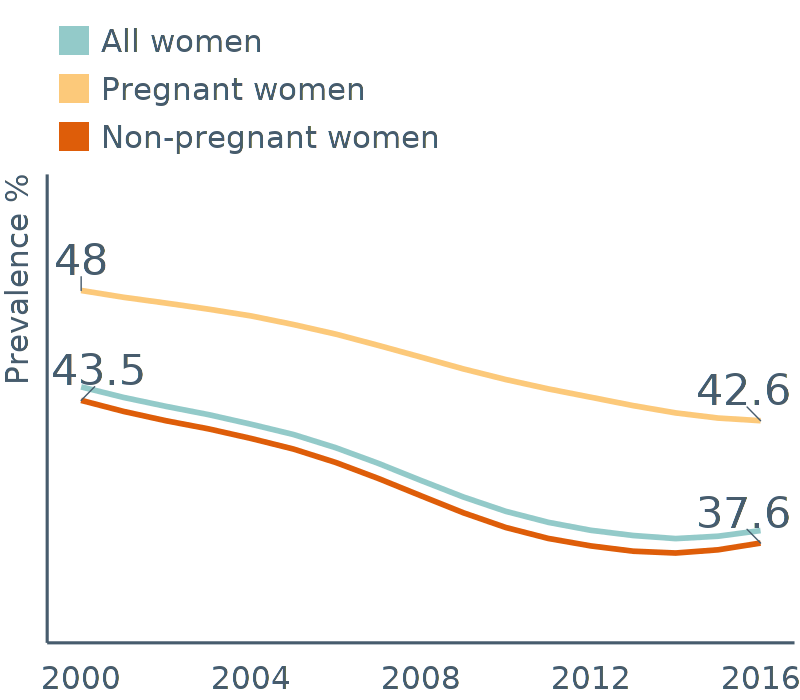 All women
Pregnant women
Non-pregnant women
Prevalence %
48
43.5
42.6
37.6
2000 2004 2008 2012 2016